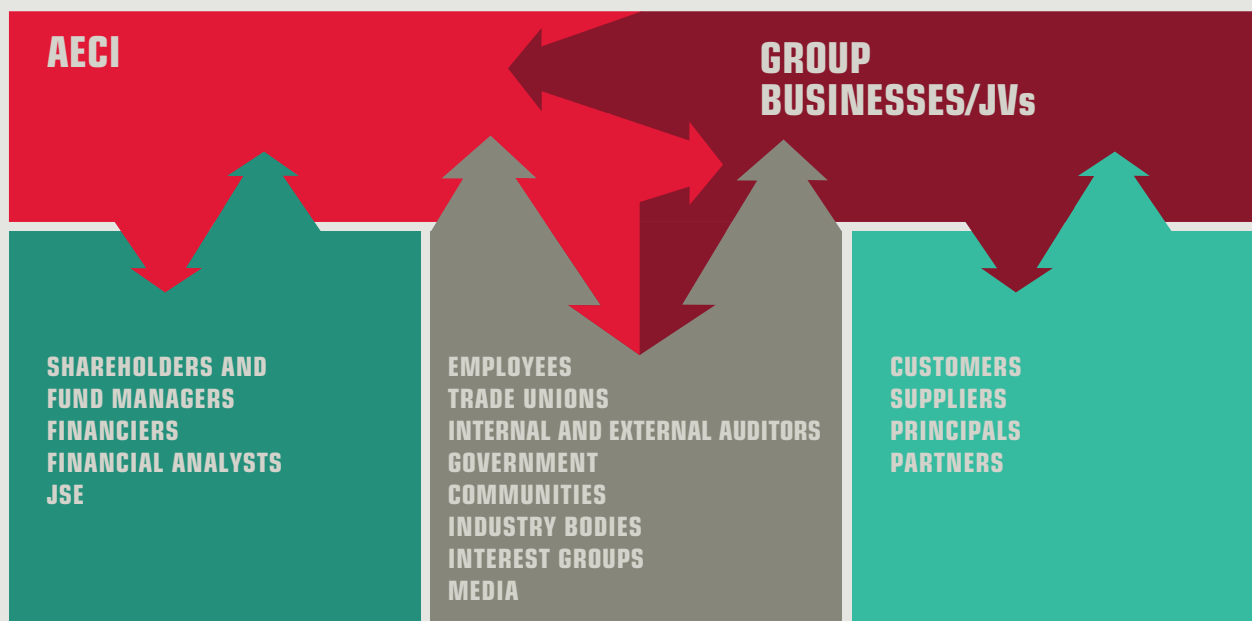 AECI
GROUP
BUSINESSES/JVs
SHAREHOLDERS AND
FUND MANAGERS
FINANCIERS
FINANCIAL ANALYSTS
JSE
EMPLOYEES
TRADE UNIONS
INTERNAL AND EXTERNAL AUDITORS
GOVERNMENT
COMMUNITIES
INDUSTRY BODIES
INTEREST GROUPS
MEDIA
CUSTOMERS
SUPPLIERS
PRINCIPALS
PARTNERS